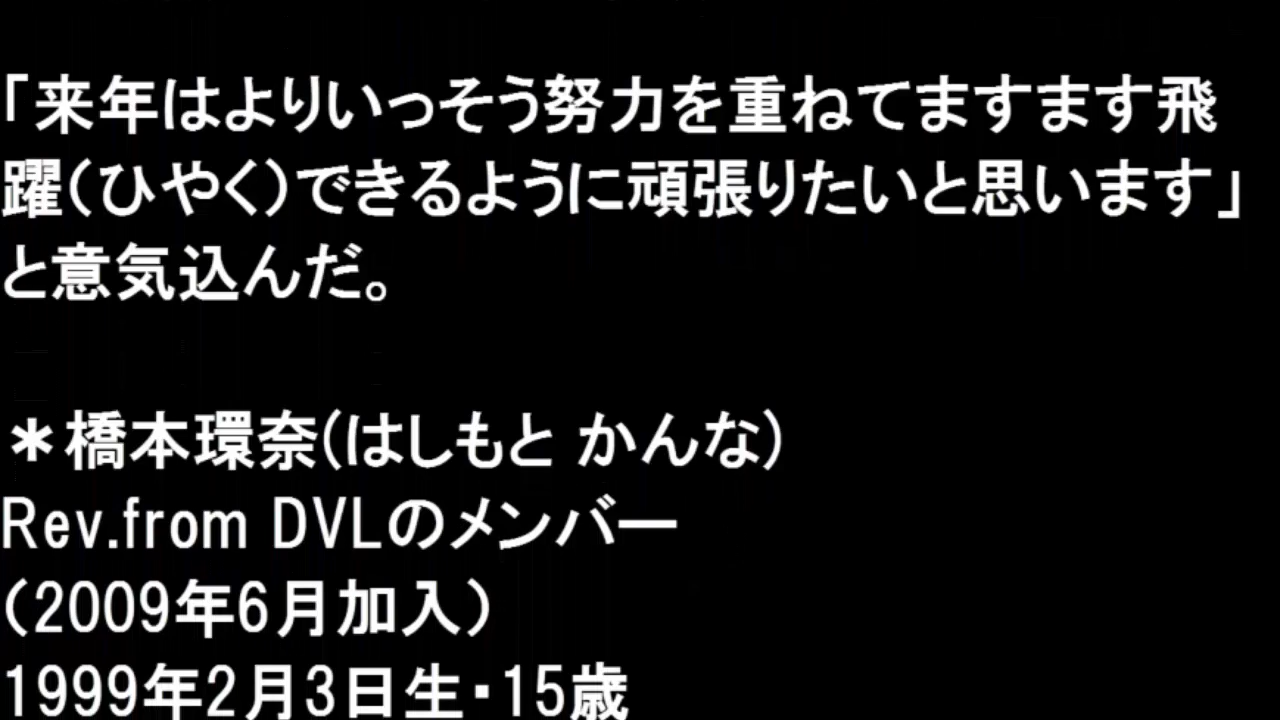 「来年はよりいっそう努力を重ねてますます飛
躍(ひやく)できるように頑張りたいと思います」
と意気込んだ。
*橋本環奈(はしもと かんな)
Rev.from DVLのメンバー
(2009年6月加入)
1999年2月3日生・15歳